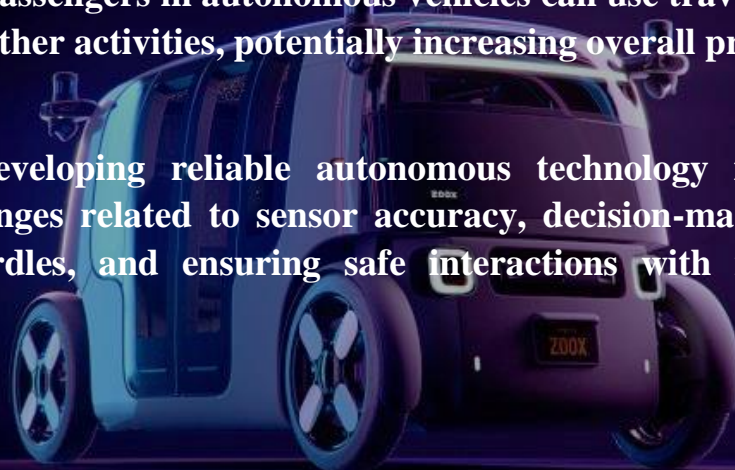 assengers in autonomous vehicles can use trav
ther activities, potentially increasing overall pr
eveloping reliable autonomous technology
nges related to sensor accuracy, decision-ma
rdles, and ensuring safe interactions with
ZOOX
ZOOX